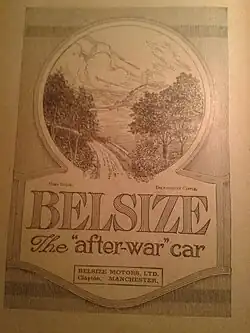 BELSIZE
The "after-war" car
BELSIZE MOTORS, LTD.
Clayton, MANCHESTER.